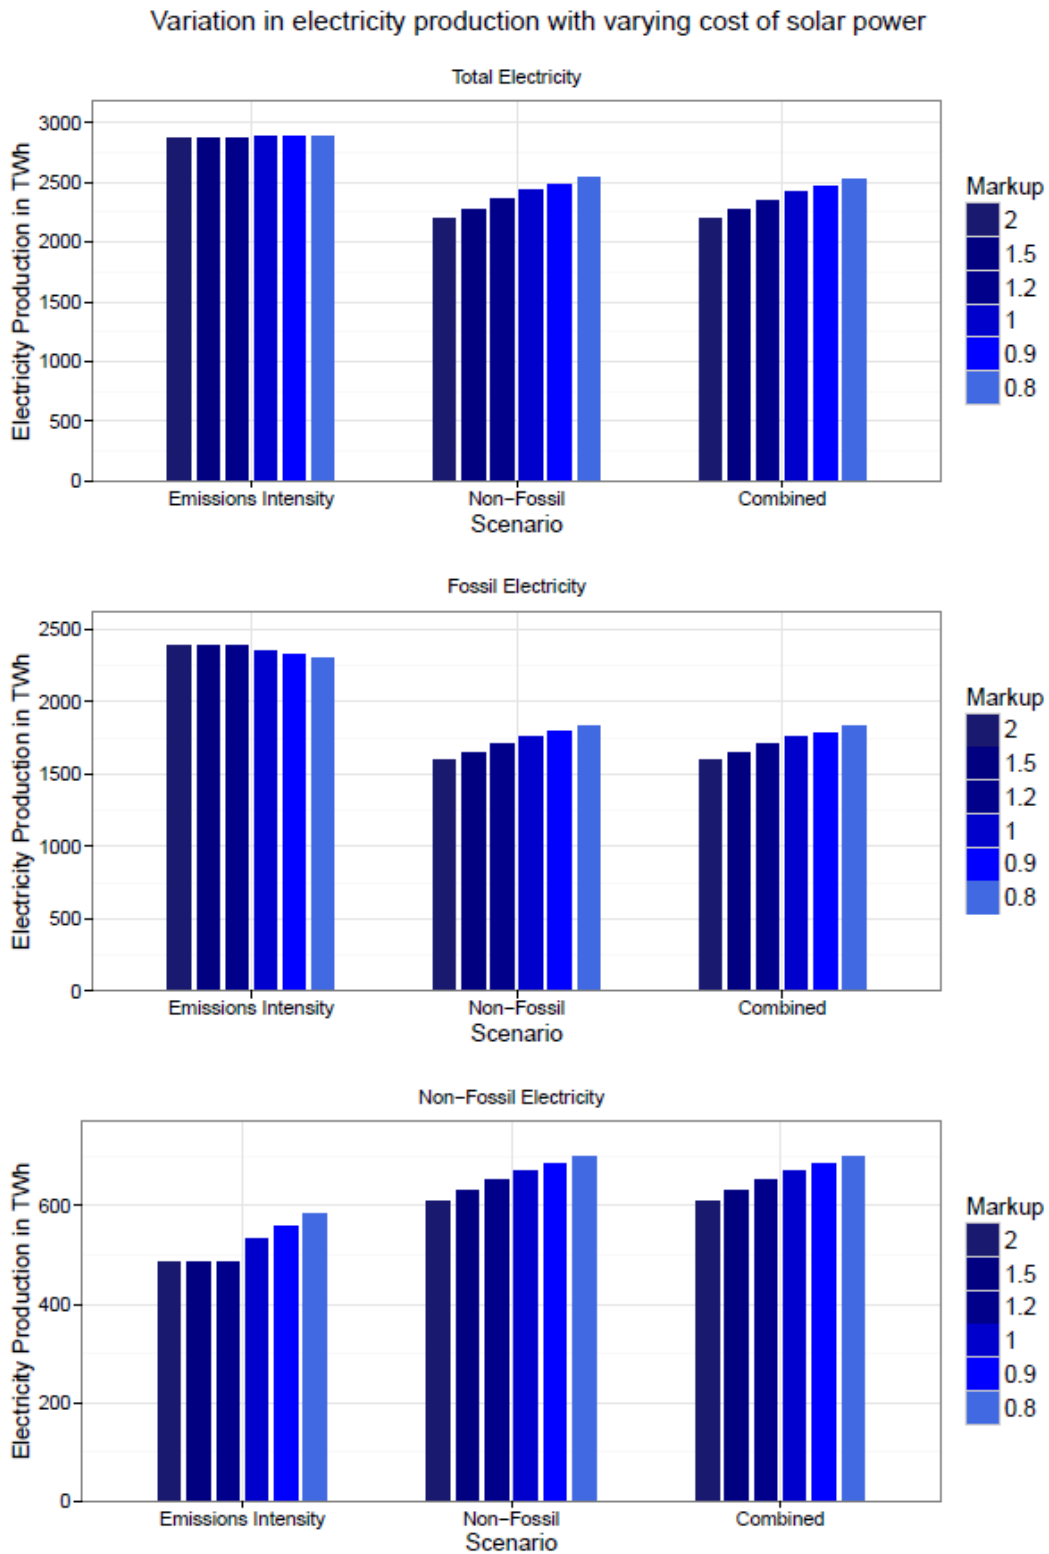 Variation in electricity production with varying cost of solar power
Total Electricity
Electricity Production in TWh
3000
2500
2000
1500
1000
500
0
Emissions Intensity
Non−Fossil
Combined
Scenario
Markup
2
1.5
1.2
1
0.9
0.8
Fossil Electricity
Electricity Production in TWh
2500
2000
1500
1000
500
0
Emissions Intensity
Non−Fossil
Combined
Scenario
Markup
2
1.5
1.2
1
0.9
0.8
Non−Fossil Electricity
Electricity Production in TWh
600
400
200
0
Emissions Intensity
Non−Fossil
Combined
Scenario
Markup
2
1.5
1.2
1
0.9
0.8